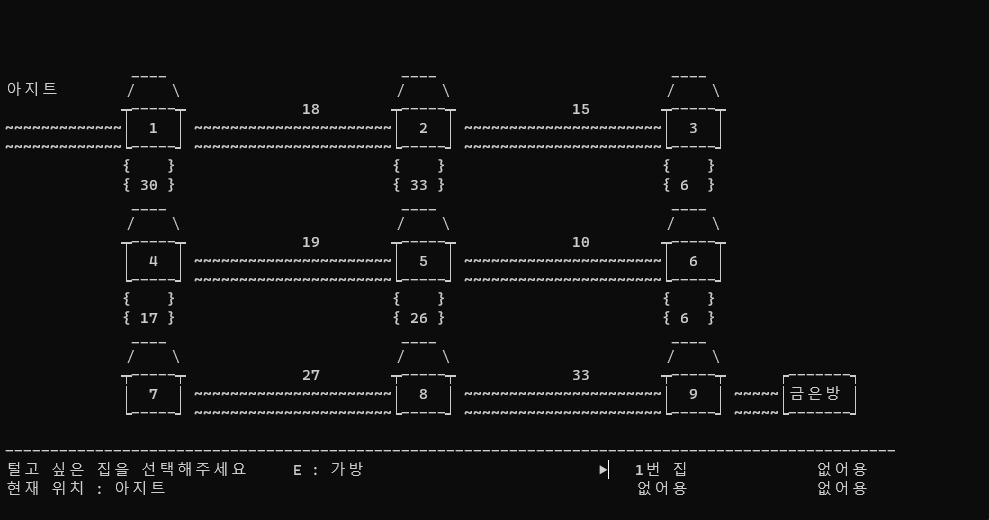 아지트
18 15
1 2 3
30 33 6
19 10
4 5 6
17 26 6
27 33
7 8 9 금은방
털고 싶은 집을 선택해주세요 E : 가방 ▶ 1번 집 없어용
현재 위치 : 아지트 없어용 없어용